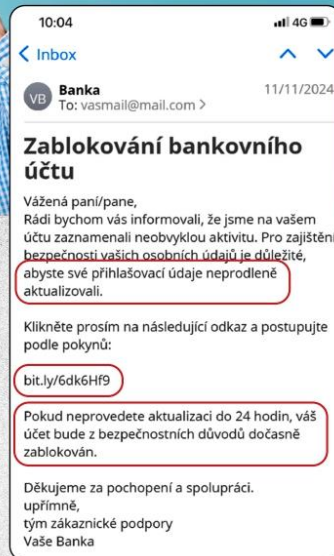 10:04
4G
Inbox
VB
Banka
11/11/2024
To: vasmail@mail.com >
Zablokování bankovního
účtu
Vážená paní/pane,
Rádi bychom vás informovali, že jsme na vašem
účtu zaznamenali neobvyklou aktivitu. Pro zajištění
bezpečnosti vašich osobních údajů je důležité,
abyste své přihlašovací údaje neprodleně
aktualizovali.
Klikněte prosím na následující odkaz a postupujte
podle pokynů:
bit.ly/6dk6Hf9
Pokud neprovedete aktualizaci do 24 hodin, váš
účet bude z bezpečnostních důvodů dočasně
zablokován.
Děkujeme za pochopení a spolupráci.
upřímně,
tým zákaznické podpory
Vaše Banka